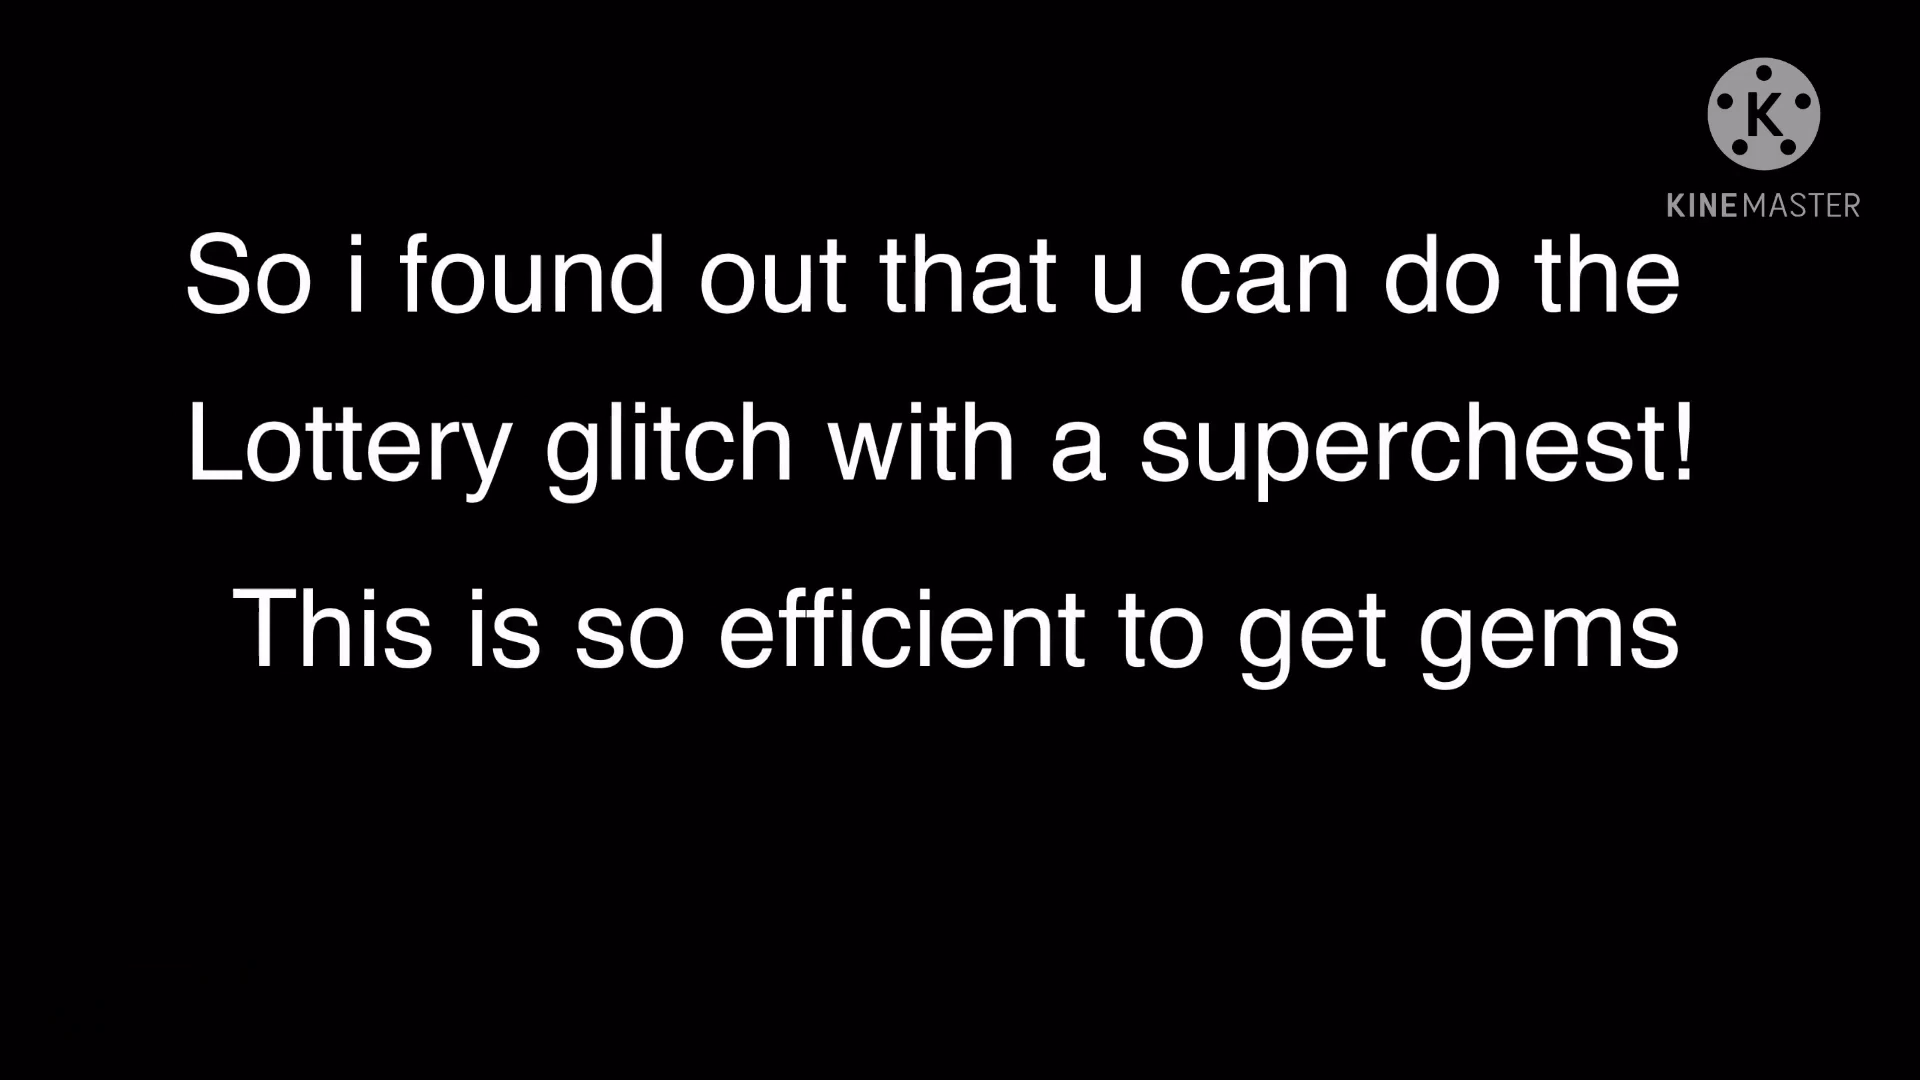 K
KINEMASTER
So i found out that u can do the
Lottery glitch with a superchest!
This is so efficient to get gems